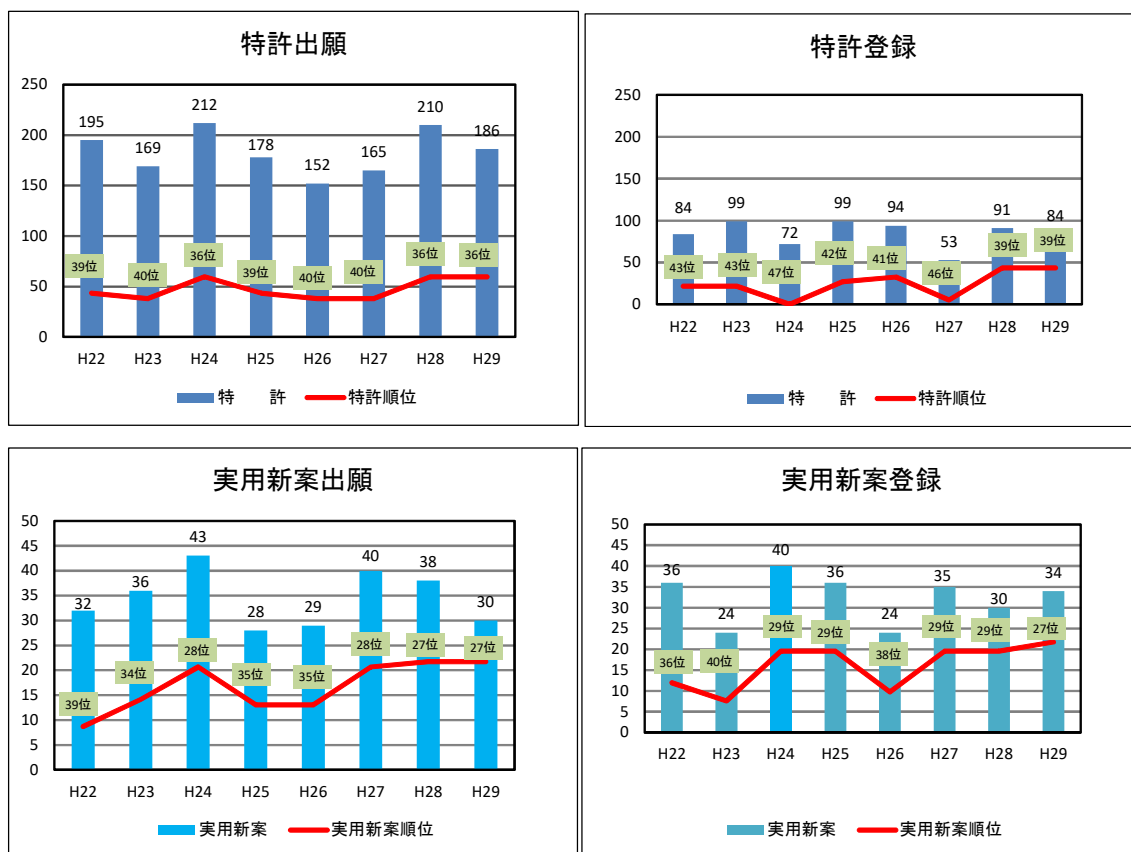 特許出願
250
200
150
100
50
0
195
169
212
178
152
165
210
186
39位
40位
36位
39位
40位
40位
36位
36位
H22 H23 H24 H25 H26 H27 H28 H29
特　許 特許順位
特許登録
250
200
150
100
50
0
84
99
72
99
94
53
91
84
43位
43位
47位
42位
41位
46位
39位
39位
H22 H23 H24 H25 H26 H27 H28 H29
特　許 特許順位
実用新案出願
50
45
40
35
30
25
20
15
10
5
0
32
36
43
28
29
40
38
30
39位
34位
28位
35位
35位
28位
27位
27位
H22 H23 H24 H25 H26 H27 H28 H29
実用新案 実用新案順位
実用新案登録
50
45
40
35
30
25
20
15
10
5
0
36
24
40
36
24
35
30
34
36位
40位
29位
29位
38位
29位
29位
27位
H22 H23 H24 H25 H26 H27 H28 H29
実用新案 実用新案順位